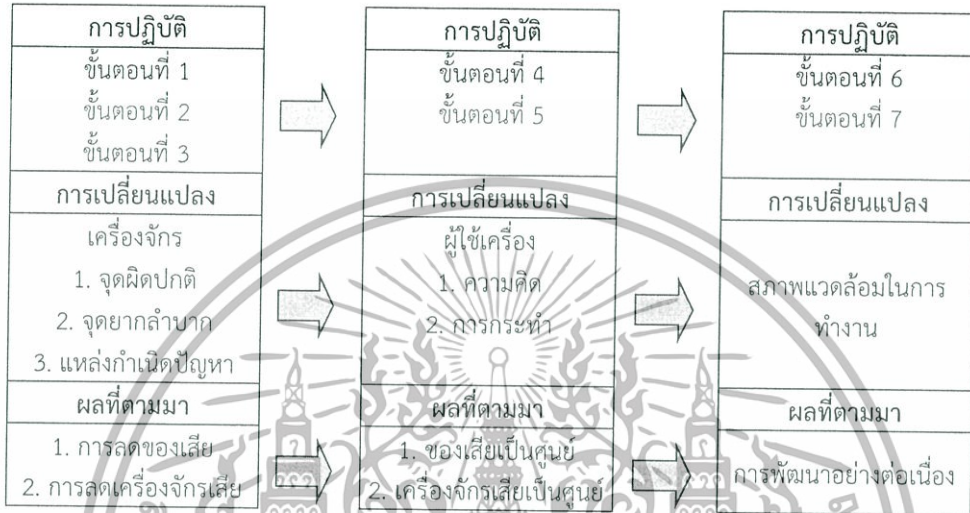 การปฏิบัติ
ขั้นตอนที่ 1
ขั้นตอนที่ 2
ขั้นตอนที่ 3
การเปลี่ยนแปลง
เครื่องจักร
1. จุดผิดปกติ
2. จุดยากลำบาก
3. แหล่งกำเนิดปัญหา
ผลที่ตามมา
1. การลดของเสีย
2. การลดเครื่องจักรเสีย
การปฏิบัติ
ขั้นตอนที่ 4
ขั้นตอนที่ 5
การเปลี่ยนแปลง
ผู้ใช้เครื่อง
1. ความคิด
2. การกระทำ
ผลที่ตามมา
1. ของเสียเป็นศูนย์
2. เครื่องจักรเสียเป็นศูนย์
การปฏิบัติ
ขั้นตอนที่ 6
ขั้นตอนที่ 7
การเปลี่ยนแปลง
สภาพแวดล้อมในการ
ทำงาน
ผลที่ตามมา
การพัฒนาอย่างต่อเนื่อง